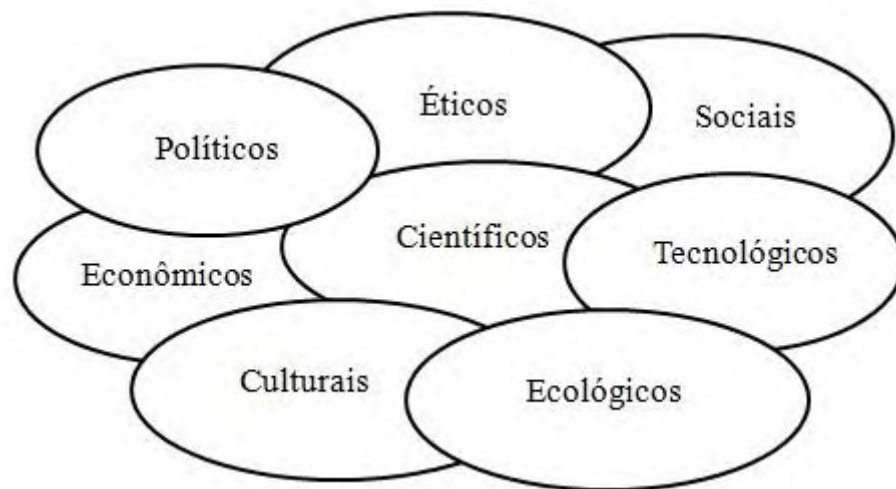 Éticos
Sociais
Políticos
Científicos
Tecnológicos
Econômicos
Culturais
Ecológicos